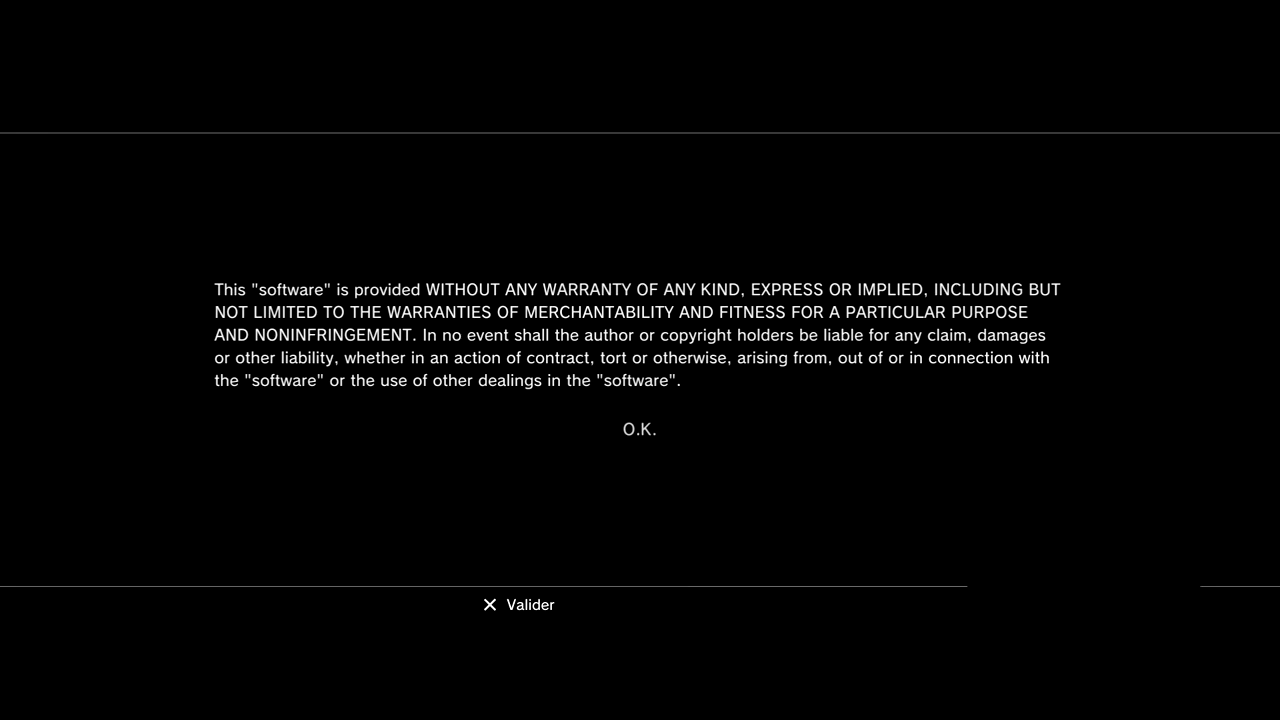 This "software" is provided WITHOUT ANY WARRANTY OF ANY KIND, EXPRESS OR IMPLIED, INCLUDING BUT
NOT LIMITED TO THE WARRANTIES OF MERCHANTABILITY AND FITNESS FOR A PARTICULAR PURPOSE
AND NONINFRINGEMENT. In no event shall the author or copyright holders be liable for any claim, damages
or other liability, whether in an action of contract, tort or otherwise, arising from, out of or in connection with
the "software" or the use of other dealings in the "software".
O.K.
Valider